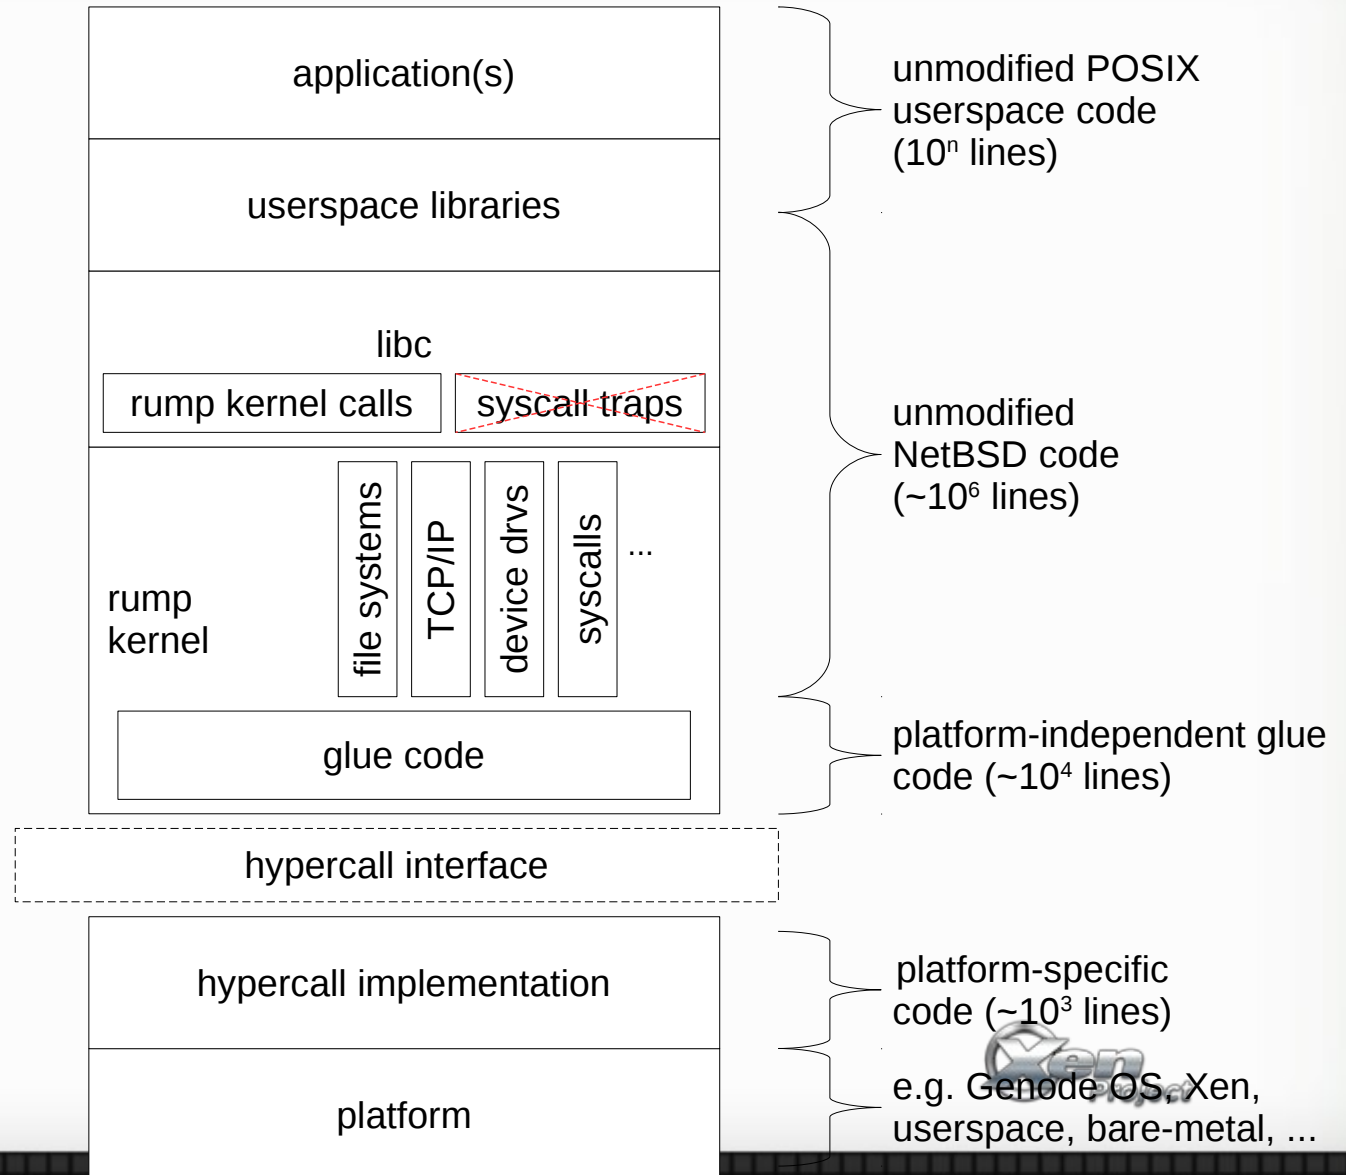 application(s)
unmodified POSIX
userspace code
(10ⁿ lines)
userspace libraries
libc
rump kernel calls
syscall traps
unmodified
NetBSD code
(~10⁶ lines)
file systems
TCP/IP
device drvs
syscalls
...
rump
kernel
glue code
platform-independent glue
code (~10⁴ lines)
hypercall interface
hypercall implementation
platform-specific
code (~10³ lines)
Xen
Project
platform
e.g. Genode OS, Xen,
userspace, bare-metal, ...